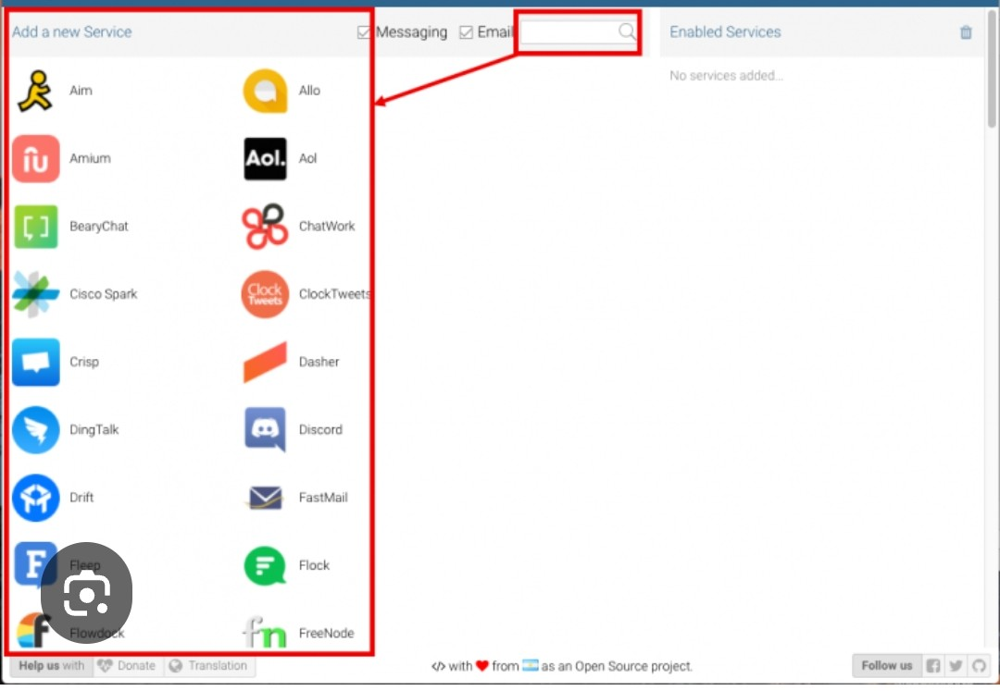 Add a new Service
Messaging
Email
Enabled Services
No services added...
Aim
Allo
Amium
Aol.
Aol
BearyChat
ChatWork
Cisco Spark
Clock
Tweets
ClockTweets
Crisp
Dasher
DingTalk
Discord
Drift
FastMail
F
Fleep
Flock
f
Flowdock
fn
FreeNode
Help us with
Donate
Translation
</> with ❤ from 🇦🇷 as an Open Source project.
Follow us